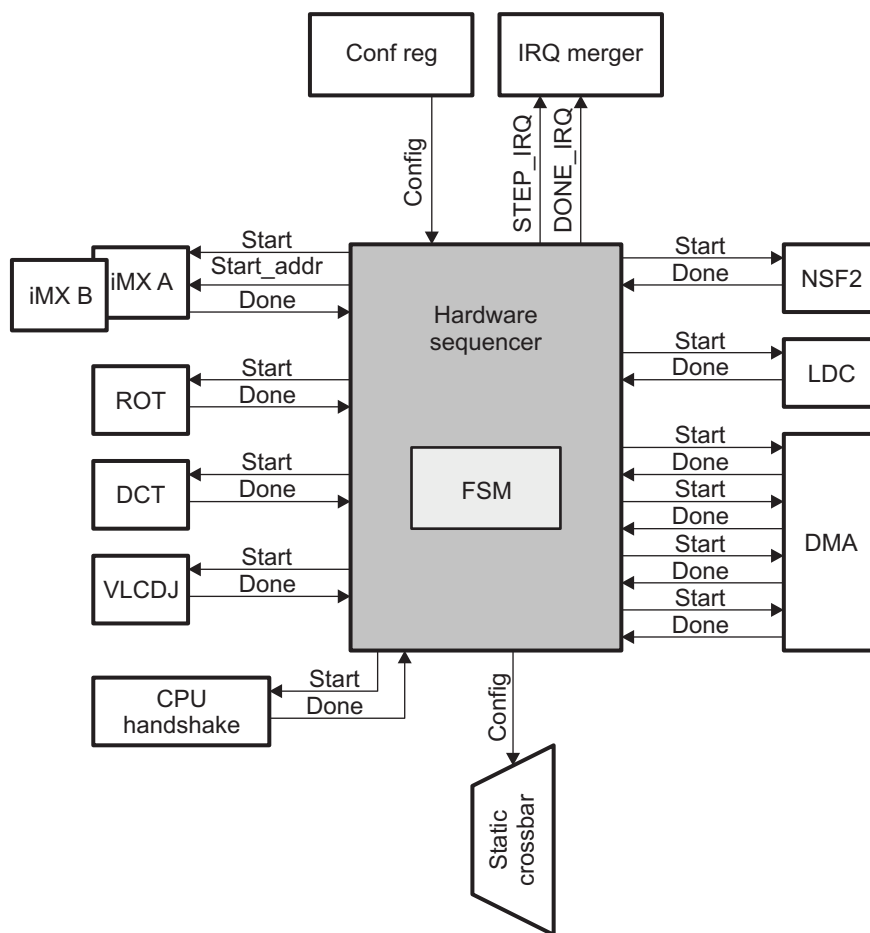 Conf reg
IRQ merger
Config
STEP_IRQ
DONE_IRQ
Start
Start_addr
Done
iMX A
iMX B
Start
Done
NSF2
Hardware
sequencer
Start
Done
LDC
Start
Done
ROT
Start
Done
DCT
FSM
Start
Done
Start
Done
Start
Done
Start
Done
DMA
Start
Done
VLCDJ
Start
Done
CPU
handshake
Config
Static
crossbar